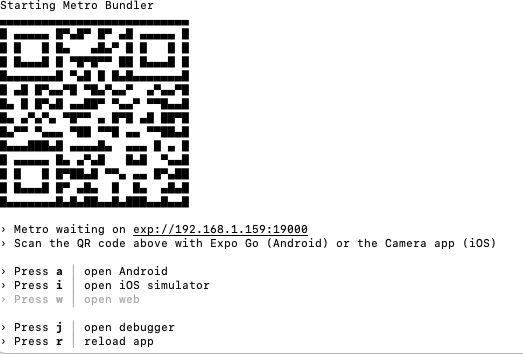 Starting Metro Bundler
› Metro waiting on exp://192.168.1.159:19000
› Scan the QR code above with Expo Go (Android) or the Camera app (iOS)
› Press a │ open Android
› Press i │ open iOS simulator
› Press w │ open web
› Press j │ open debugger
› Press r │ reload app